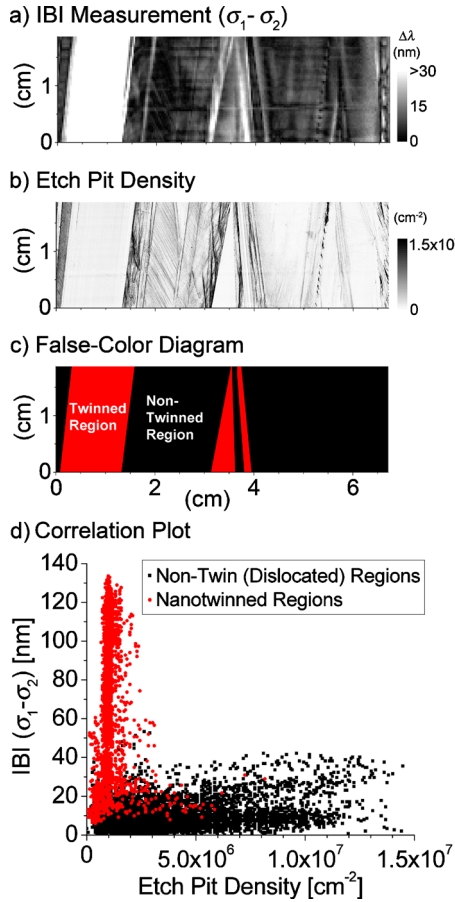 a) IBI Measurement (σ₁- σ₂)
Δλ
(nm)
>30
15
0
(cm)
1
0
b) Etch Pit Density
(cm⁻²)
1.5x10
0
(cm)
1
0
c) False-Color Diagram
Twinned
Region
Non-
Twinned
Region
(cm)
1
0
0 2 4 6
(cm)
d) Correlation Plot
Non-Twin (Dislocated) Regions
Nanotwinned Regions
IBI (σ₁-σ₂) [nm]
140
120
100
80
60
40
20
0
0 5.0x10⁶ 1.0x10⁷ 1.5x10⁷
Etch Pit Density [cm⁻²]